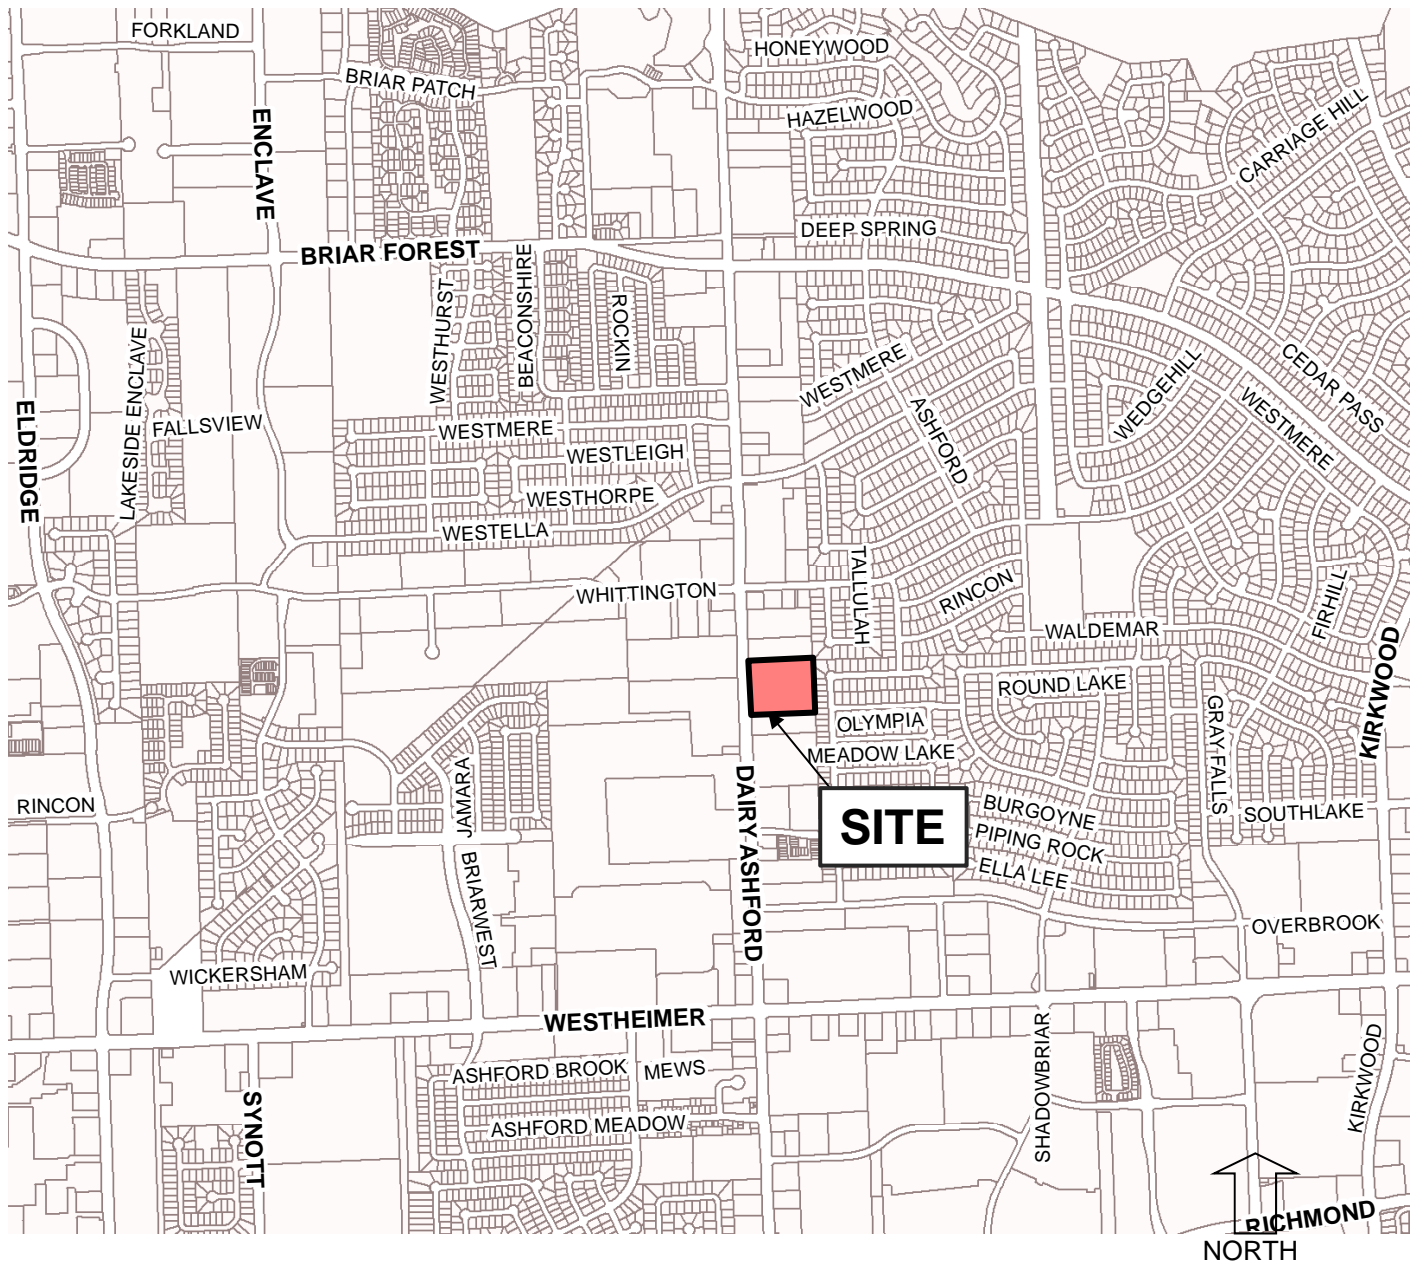 FORKLAND
HONEYWOOD
BRIAR PATCH
HAZELWOOD
CARRIAGE HILL
ENCLAVE
DEEP SPRING
BRIAR FOREST
BEACONSHIRE
WESTHURST
ROCKIN
LAKESIDE ENCLAVE
WESTMERE
WEDGEHILL
CEDAR PASS
WESTMERE
ASHFORD
FALLSVIEW
WESTMERE
ELDRIDGE
WESTLEIGH
WESTHORPE
WESTELLA
TALLULAH
RINCON
WHITTINGTON
FIRHILL
WALDEMAR
KIRKWOOD
ROUND LAKE
GRAY FALLS
OLYMPIA
MEADOW LAKE
JAMARA
DAIRY-ASHFORD
RINCON
SITE
BURGOYNE
SOUTHLAKE
PIPING ROCK
ELLA LEE
BRIARWEST
OVERBROOK
WICKERSHAM
WESTHEIMER
ASHFORD BROOK
MEWS
SHADOWBRIAR
KIRKWOOD
SYNOTT
ASHFORD MEADOW
RICHMOND
NORTH